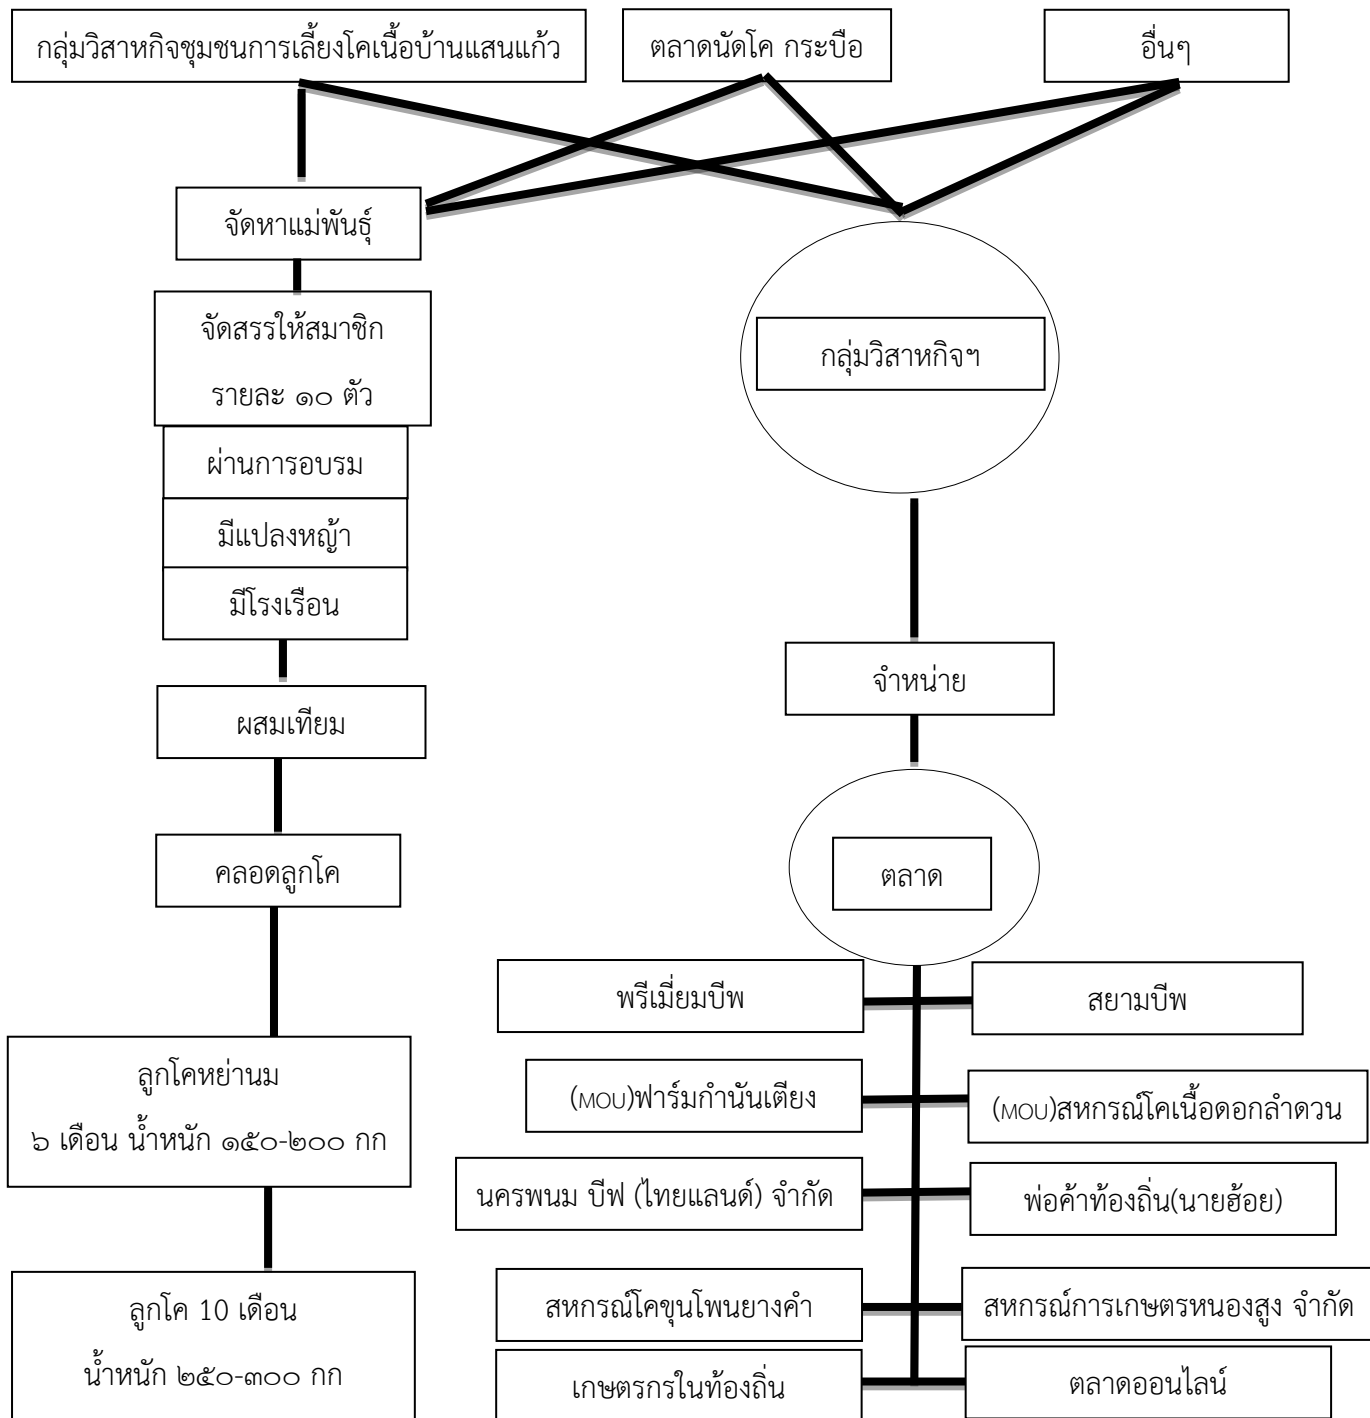 กลุ่มวิสาหกิจชุมชนการเลี้ยงโคเนื้อบ้านแสนแก้ว
ตลาดนัดโค กระบือ
อื่นๆ
จัดหาแม่พันธุ์
จัดสรรให้สมาชิก
รายละ ๑๐ ตัว
ผ่านการอบรม
มีแปลงหญ้า
มีโรงเรือน
ผสมเทียม
คลอดลูกโค
ลูกโคหย่านม
๖ เดือน น้ำหนัก ๑๕๐-๒๐๐ กก
ลูกโค 10 เดือน
น้ำหนัก ๒๕๐-๓๐๐ กก
กลุ่มวิสาหกิจฯ
จำหน่าย
ตลาด
พรีเมี่ยมบีพ
สยามบีพ
(MOU)ฟาร์มกำนันเตียง
(MOU)สหกรณ์โคเนื้อดอกลำดวน
นครพนม บีฟ (ไทยแลนด์) จำกัด
พ่อค้าท้องถิ่น(นายฮ้อย)
สหกรณ์โคขุนโพนยางคำ
สหกรณ์การเกษตรหนองสูง จำกัด
เกษตรกรในท้องถิ่น
ตลาดออนไลน์